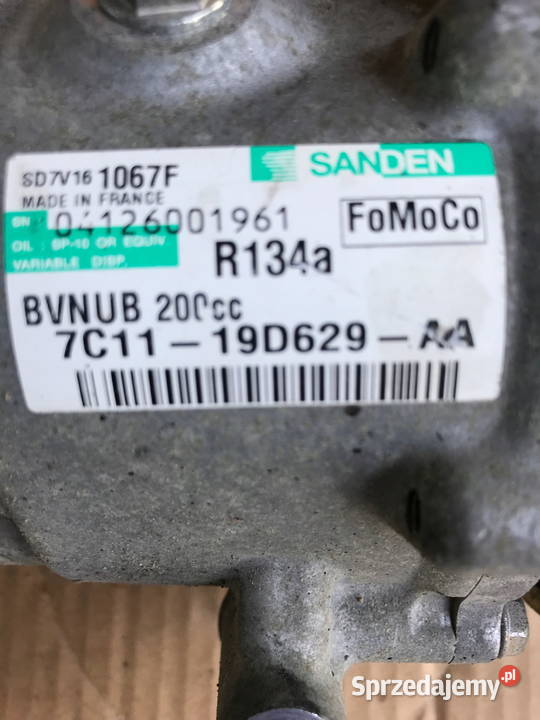 SANDEN
SD7V16 1067F
MADE IN FRANCE
SN 04126001961
FoMoCo
OIL : SP-10 OR EQUIV.
VARIABLE DISP.
R134a
BVNUB 200cc
7C11-19D629-AA
Sprzedajemy.pl